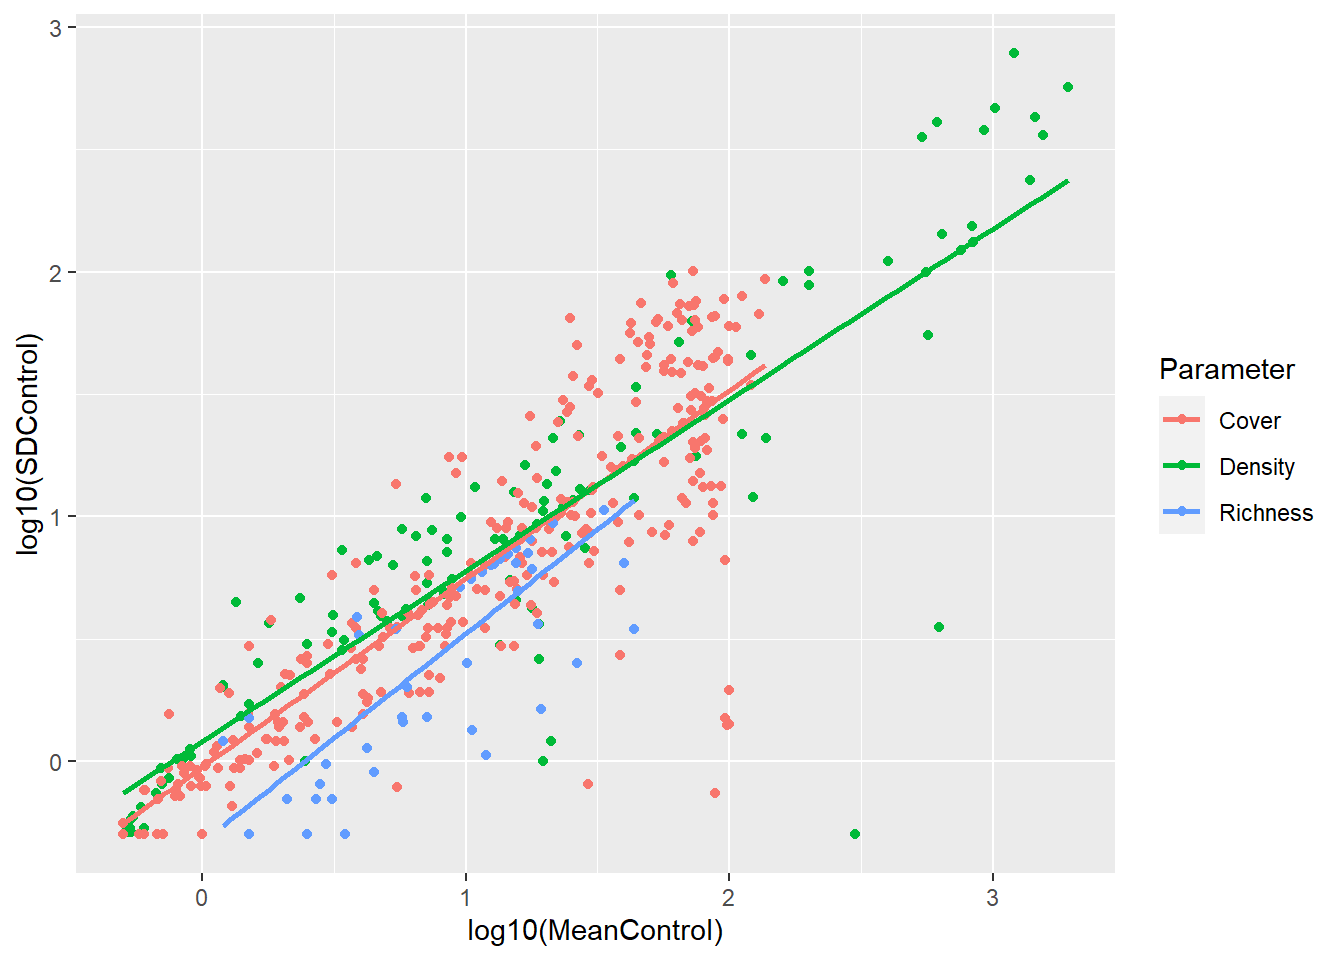 3
2
1
0
log10(SDControl)
0
1
2
3
log10(MeanControl)
Parameter
Cover
Density
Richness